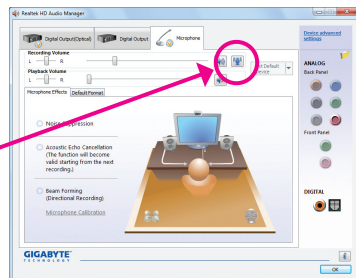 Realtek HD Audio Manager
Digital Output(Optical)
Digital Output
Microphone
Device advanced
settings
Recording Volume
L
R
Default
Device
Playback Volume
L
R
Microphone Effects
Default Format
Noise Suppression
Acoustic Echo Cancellation
(The function will become
valid starting from the next
recording.)
Beam Forming
(Directional Recording)
Microphone Calibration
ANALOG
Back Panel
Front Panel
DIGITAL
GIGABYTE
TECHNOLOGY
i
OK